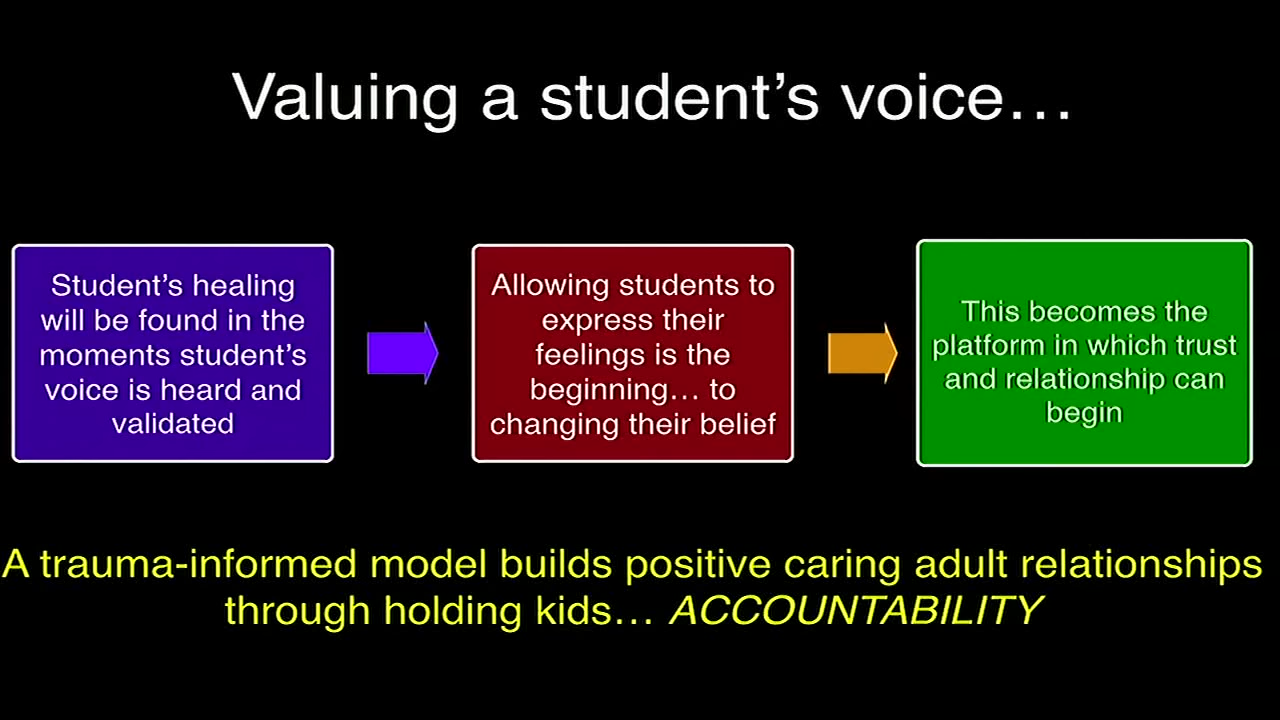 Valuing a student’s voice…
Student’s healing
will be found in the
moments student’s
voice is heard and
validated
Allowing students to
express their
feelings is the
beginning… to
changing their belief
This becomes the
platform in which trust
and relationship can
begin
A trauma-informed model builds positive caring adult relationships
through holding kids… ACCOUNTABILITY